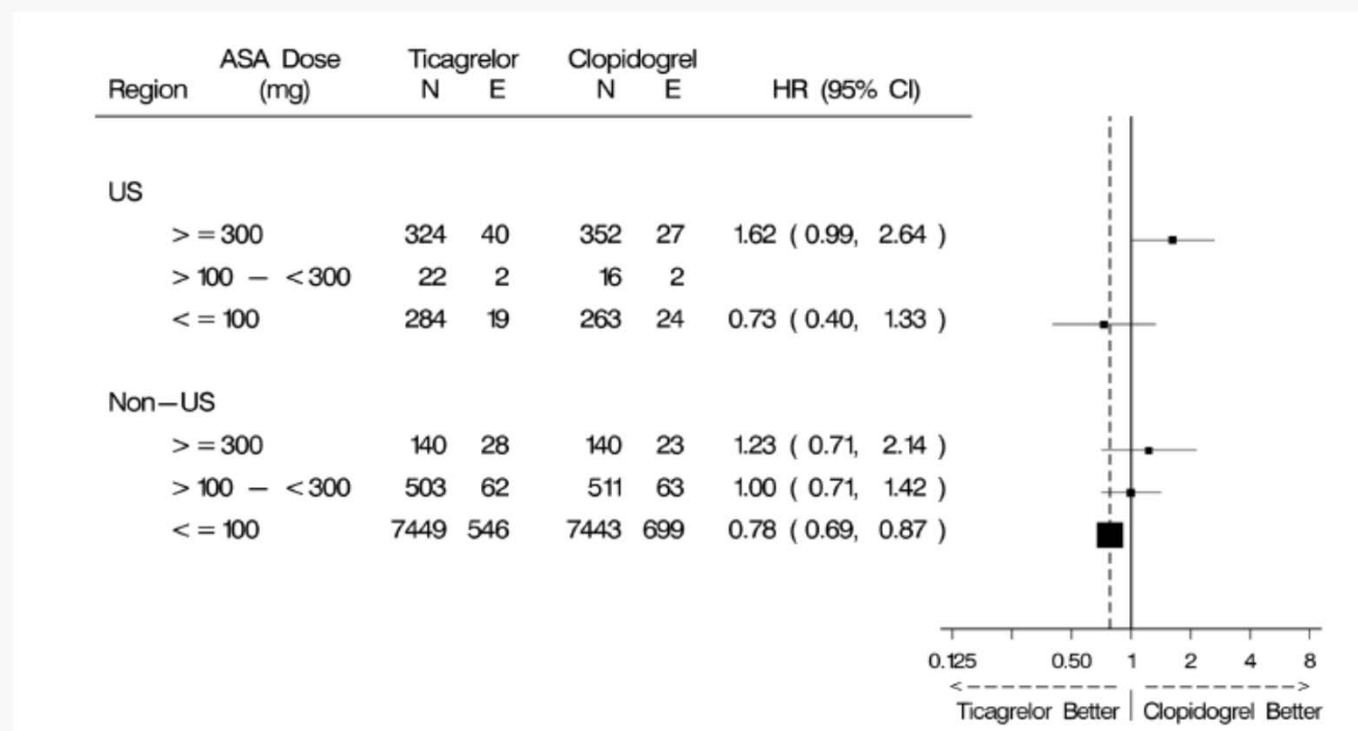 ASA Dose Ticagrelor Clopidogrel
Region (mg) N E N E HR (95% CI)
US
>=300 324 40 352 27 1.62 (0.99, 2.64)
>100 – <300 22 2 16 2
<=100 284 19 263 24 0.73 (0.40, 1.33)
Non–US
>=300 140 28 140 23 1.23 (0.71, 2.14)
>100 – <300 503 62 511 63 1.00 (0.71, 1.42)
<=100 7449 546 7443 699 0.78 (0.69, 0.87)
0.125 0.50 1 2 4 8
Ticagrelor Better | Clopidogrel Better